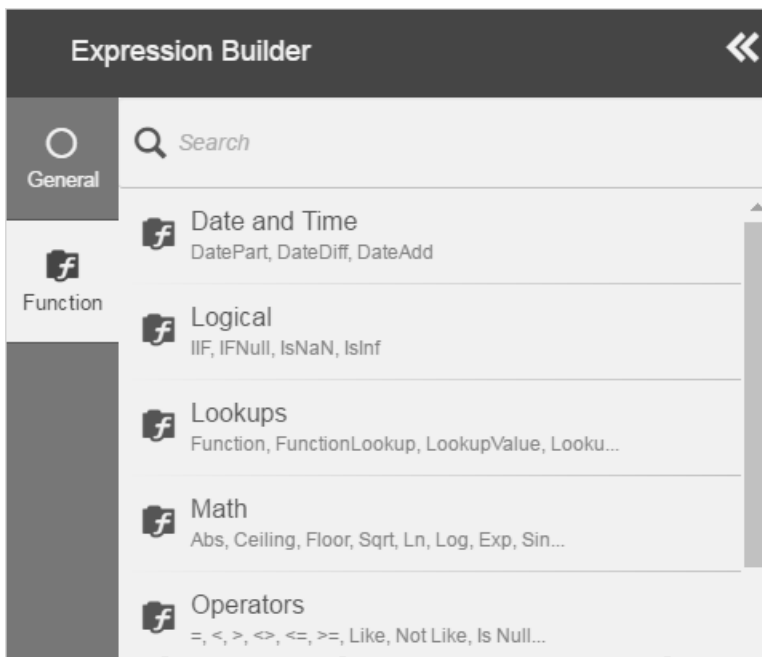 Expression Builder
General
Search
Function
Date and Time
DatePart, DateDiff, DateAdd
Logical
IIF, IFNull, IsNaN, IsInf
Lookups
Function, FunctionLookup, LookupValue, Looku...
Math
Abs, Ceiling, Floor, Sqrt, Ln, Log, Exp, Sin...
Operators
=, <, >, <>, <=, >=, Like, Not Like, Is Null...